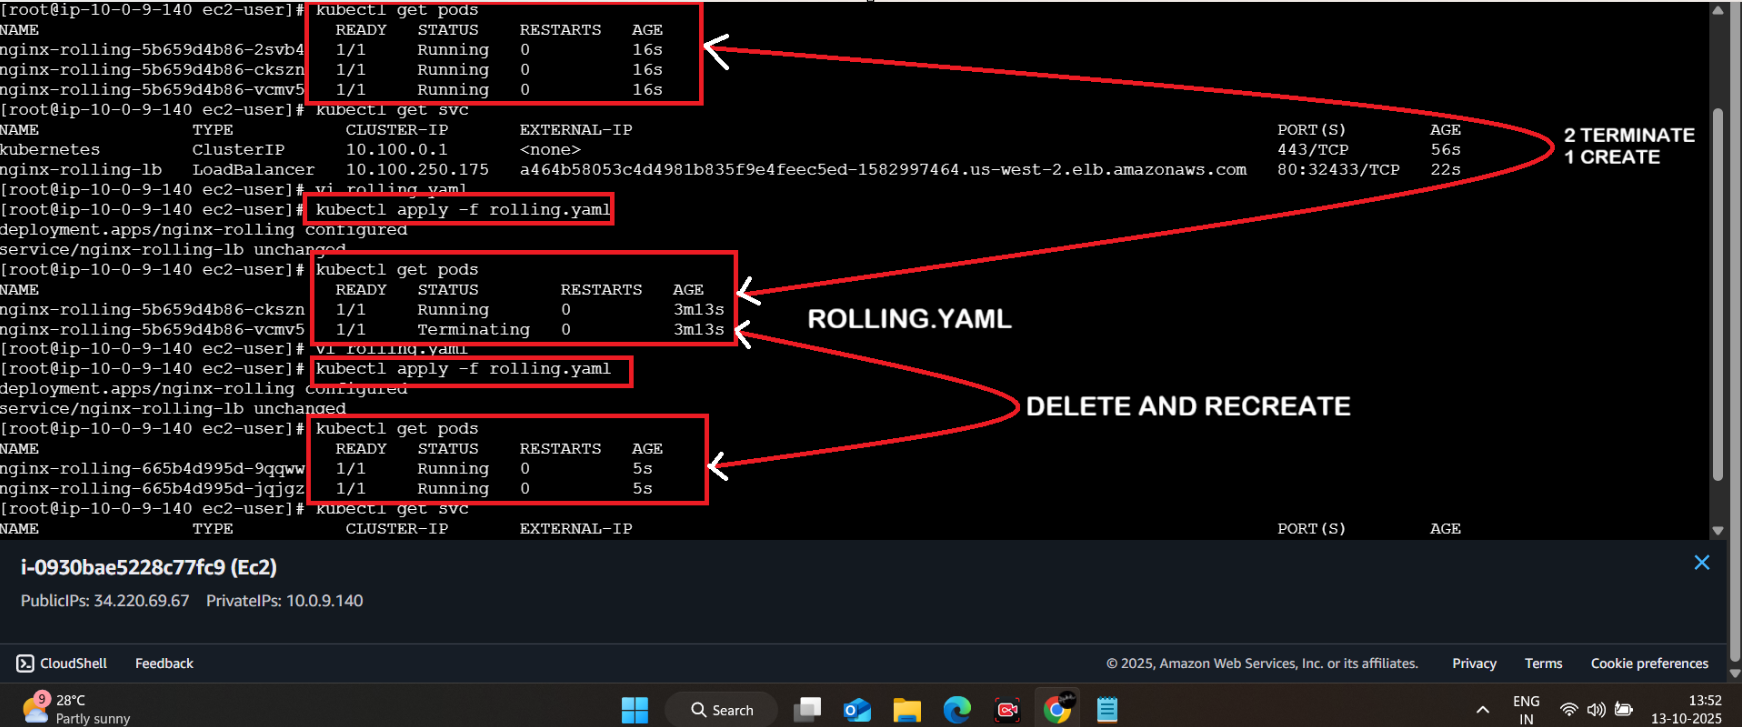 [root@ip-10-0-9-140 ec2-user]# kubectl get pods
NAME READY STATUS RESTARTS AGE
nginx-rolling-5b659d4b86-2svb4 1/1 Running 0 16s
nginx-rolling-5b659d4b86-ckszn 1/1 Running 0 16s
nginx-rolling-5b659d4b86-vcmv5 1/1 Running 0 16s
[root@ip-10-0-9-140 ec2-user]# kubectl get svc
NAME TYPE CLUSTER-IP EXTERNAL-IP PORT(S) AGE
kubernetes ClusterIP 10.100.0.1 <none> 443/TCP 56s
nginx-rolling-lb LoadBalancer 10.100.250.175 a464b58053c4d4981b835f9e4feec5ed-1582997464.us-west-2.elb.amazonaws.com 80:32433/TCP 22s
2 TERMINATE
1 CREATE
[root@ip-10-0-9-140 ec2-user]# vi rolling.yaml
[root@ip-10-0-9-140 ec2-user]# kubectl apply -f rolling.yaml
deployment.apps/nginx-rolling configured
service/nginx-rolling-lb unchanged
[root@ip-10-0-9-140 ec2-user]# kubectl get pods
NAME READY STATUS RESTARTS AGE
nginx-rolling-5b659d4b86-ckszn 1/1 Running 0 3m13s
nginx-rolling-5b659d4b86-vcmv5 1/1 Terminating 0 3m13s
ROLLING.YAML
[root@ip-10-0-9-140 ec2-user]# vi rolling.yaml
[root@ip-10-0-9-140 ec2-user]# kubectl apply -f rolling.yaml
deployment.apps/nginx-rolling configured
service/nginx-rolling-lb unchanged
DELETE AND RECREATE
[root@ip-10-0-9-140 ec2-user]# kubectl get pods
NAME READY STATUS RESTARTS AGE
nginx-rolling-665b4d995d-9qqww 1/1 Running 0 5s
nginx-rolling-665b4d995d-jqjgz 1/1 Running 0 5s
[root@ip-10-0-9-140 ec2-user]# kubectl get svc
NAME TYPE CLUSTER-IP EXTERNAL-IP PORT(S) AGE
i-0930bae5228c77fc9 (Ec2)
PublicIPs: 34.220.69.67 PrivateIPs: 10.0.9.140
CloudShell Feedback © 2025, Amazon Web Services, Inc. or its affiliates. Privacy Terms Cookie preferences
9
28°C
Partly sunny
Search
ENG
IN
13:52
13-10-2025